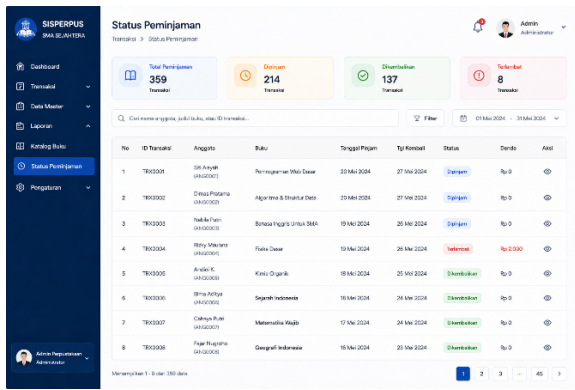 SISPERPUS
SMA SEJAHTERA
Dashboard
Transaksi
Data Master
Laporan
Katalog Buku
Status Peminjaman
Pengaturan
Admin Perpustakaan
Administrator
Status Peminjaman
Transaksi > Status Peminjaman
Admin
Administrator
Total Peminjaman
359
Transaksi
Dipinjam
214
Transaksi
Dikembalikan
137
Transaksi
Terlambat
8
Transaksi
Cari nama anggota, judul buku, atau ID transaksi...
Filter
01 Mei 2024 - 31 Mei 2024
No ID Transaksi Anggota Buku Tanggal Pinjam Tgl Kembali Status Denda Aksi
1 TRX3001 Siti Aisyah (ANG0001) Pemrograman Web Dasar 20 Mei 2024 27 Mei 2024 Dipinjam Rp 0
2 TRX3002 Dimas Pratama (ANG0002) Algoritma & Struktur Data 20 Mei 2024 27 Mei 2024 Dipinjam Rp 0
3 TRX3003 Nabila Putri (ANG0003) Bahasa Inggris Untuk SMA 19 Mei 2024 26 Mei 2024 Dipinjam Rp 0
4 TRX3004 Rizky Maulana (ANG0004) Fisika Dasar 19 Mei 2024 26 Mei 2024 Terlambat Rp 2.000
5 TRX3005 Andini K. (ANG0005) Kimia Organik 18 Mei 2024 25 Mei 2024 Dikembalikan Rp 0
6 TRX3006 Bima Aditya (ANG0006) Sejarah Indonesia 16 Mei 2024 24 Mei 2024 Dikembalikan Rp 0
7 TRX3007 Cahaya Putri (ANG0007) Matematika Wajib 17 Mei 2024 24 Mei 2024 Dikembalikan Rp 0
8 TRX3008 Fajar Nugroho (ANG0008) Geografi Indonesia 16 Mei 2024 23 Mei 2024 Dikembalikan Rp 0
Menampilkan 1 - 8 dari 359 data
1 2 3 ... 45 >